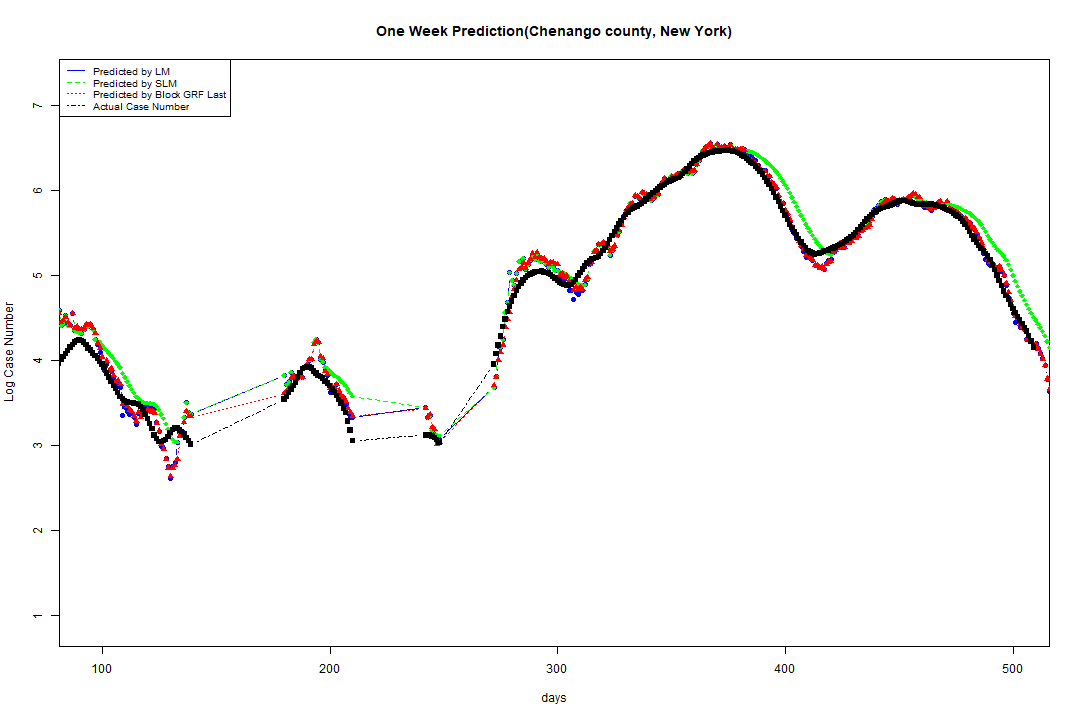 One Week Prediction(Chenango county, New York)
Predicted by LM
Predicted by SLM
Predicted by Block GRF Last
Actual Case Number
7
6
5
4
3
2
1
Log Case Number
100 200 300 400 500
days